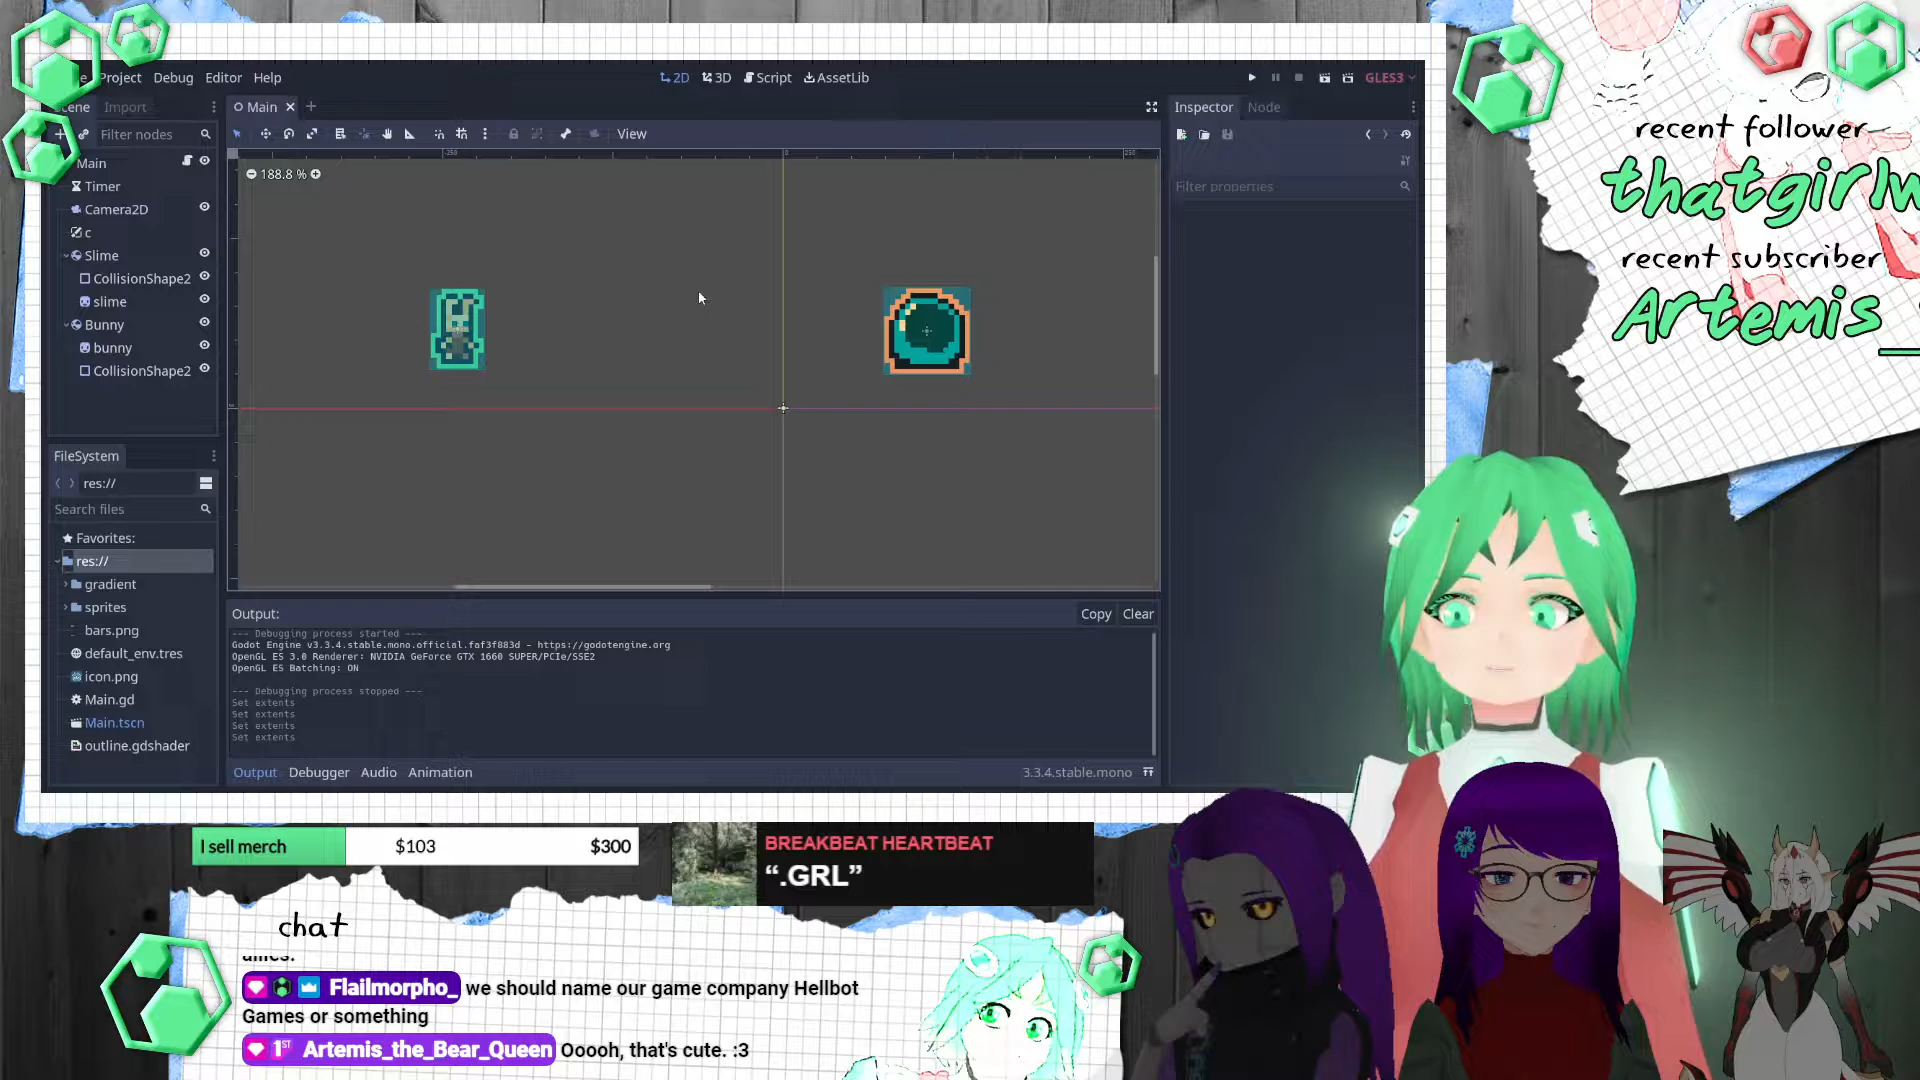 Project Debug Editor Help
2D 3D Script AssetLib
GLES3
Scene Import
Main
Inspector Node
Filter nodes
View
Main
Timer
Camera2D
c
Slime
CollisionShape2
slime
Bunny
bunny
CollisionShape2
-250 0 250
188.8 %
Filter properties
FileSystem
res://
Search files
Favorites:
res://
gradient
sprites
bars.png
default_env.tres
icon.png
Main.gd
Main.tscn
outline.gdshader
Output:
Copy Clear
--- Debugging process started ---
Godot Engine v3.3.4.stable.mono.official.faf3f883d - https://godotengine.org
OpenGL ES 3.0 Renderer: NVIDIA GeForce GTX 1660 SUPER/PCIe/SSE2
OpenGL ES Batching: ON
--- Debugging process stopped ---
Set extents
Set extents
Set extents
Set extents
Output Debugger Audio Animation
3.3.4.stable.mono
recent follower
thatgirlw
recent subscriber
Artemis_
I sell merch $103 $300
BREAKBEAT HEARTBEAT
“.GRL”
chat
Flailmorpho_ we should name our game company Hellbot
Games or something
1ST Artemis_the_Bear_Queen Ooooh, that's cute. :3